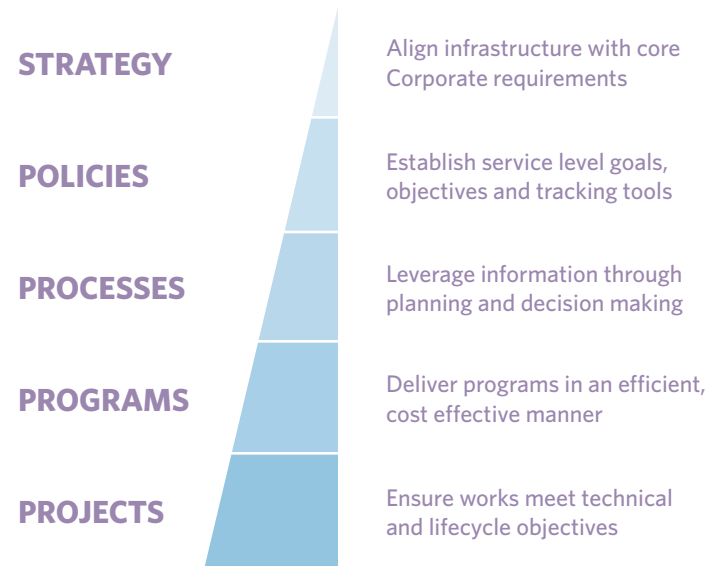 STRATEGY
Align infrastructure with core
Corporate requirements
POLICIES
Establish service level goals,
objectives and tracking tools
PROCESSES
Leverage information through
planning and decision making
PROGRAMS
Deliver programs in an efficient,
cost effective manner
PROJECTS
Ensure works meet technical
and lifecycle objectives